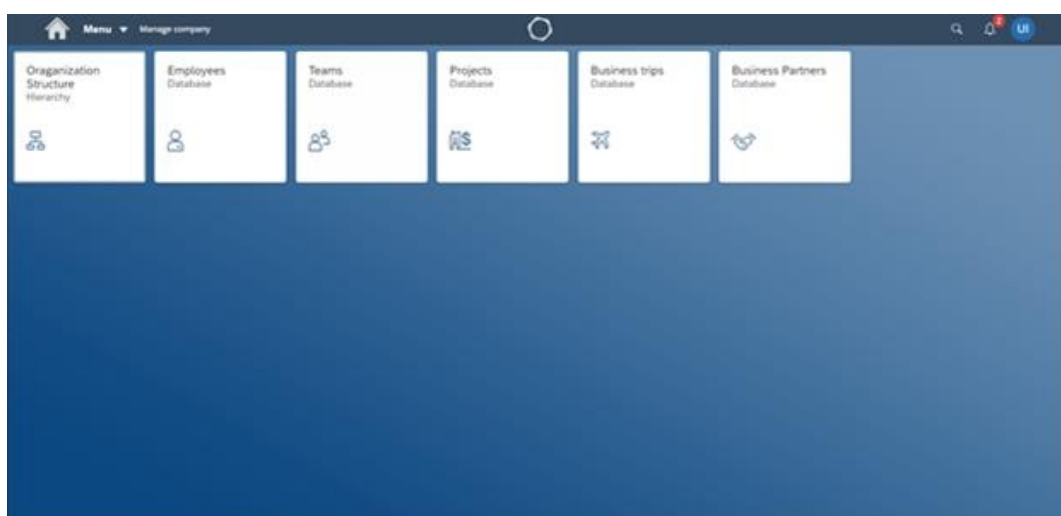 Menu Manage company
2
UI
Oraganization
Structure
Hierarchy
Employees
Database
Teams
Database
Projects
Database
Business trips
Database
Business Partners
Database
$